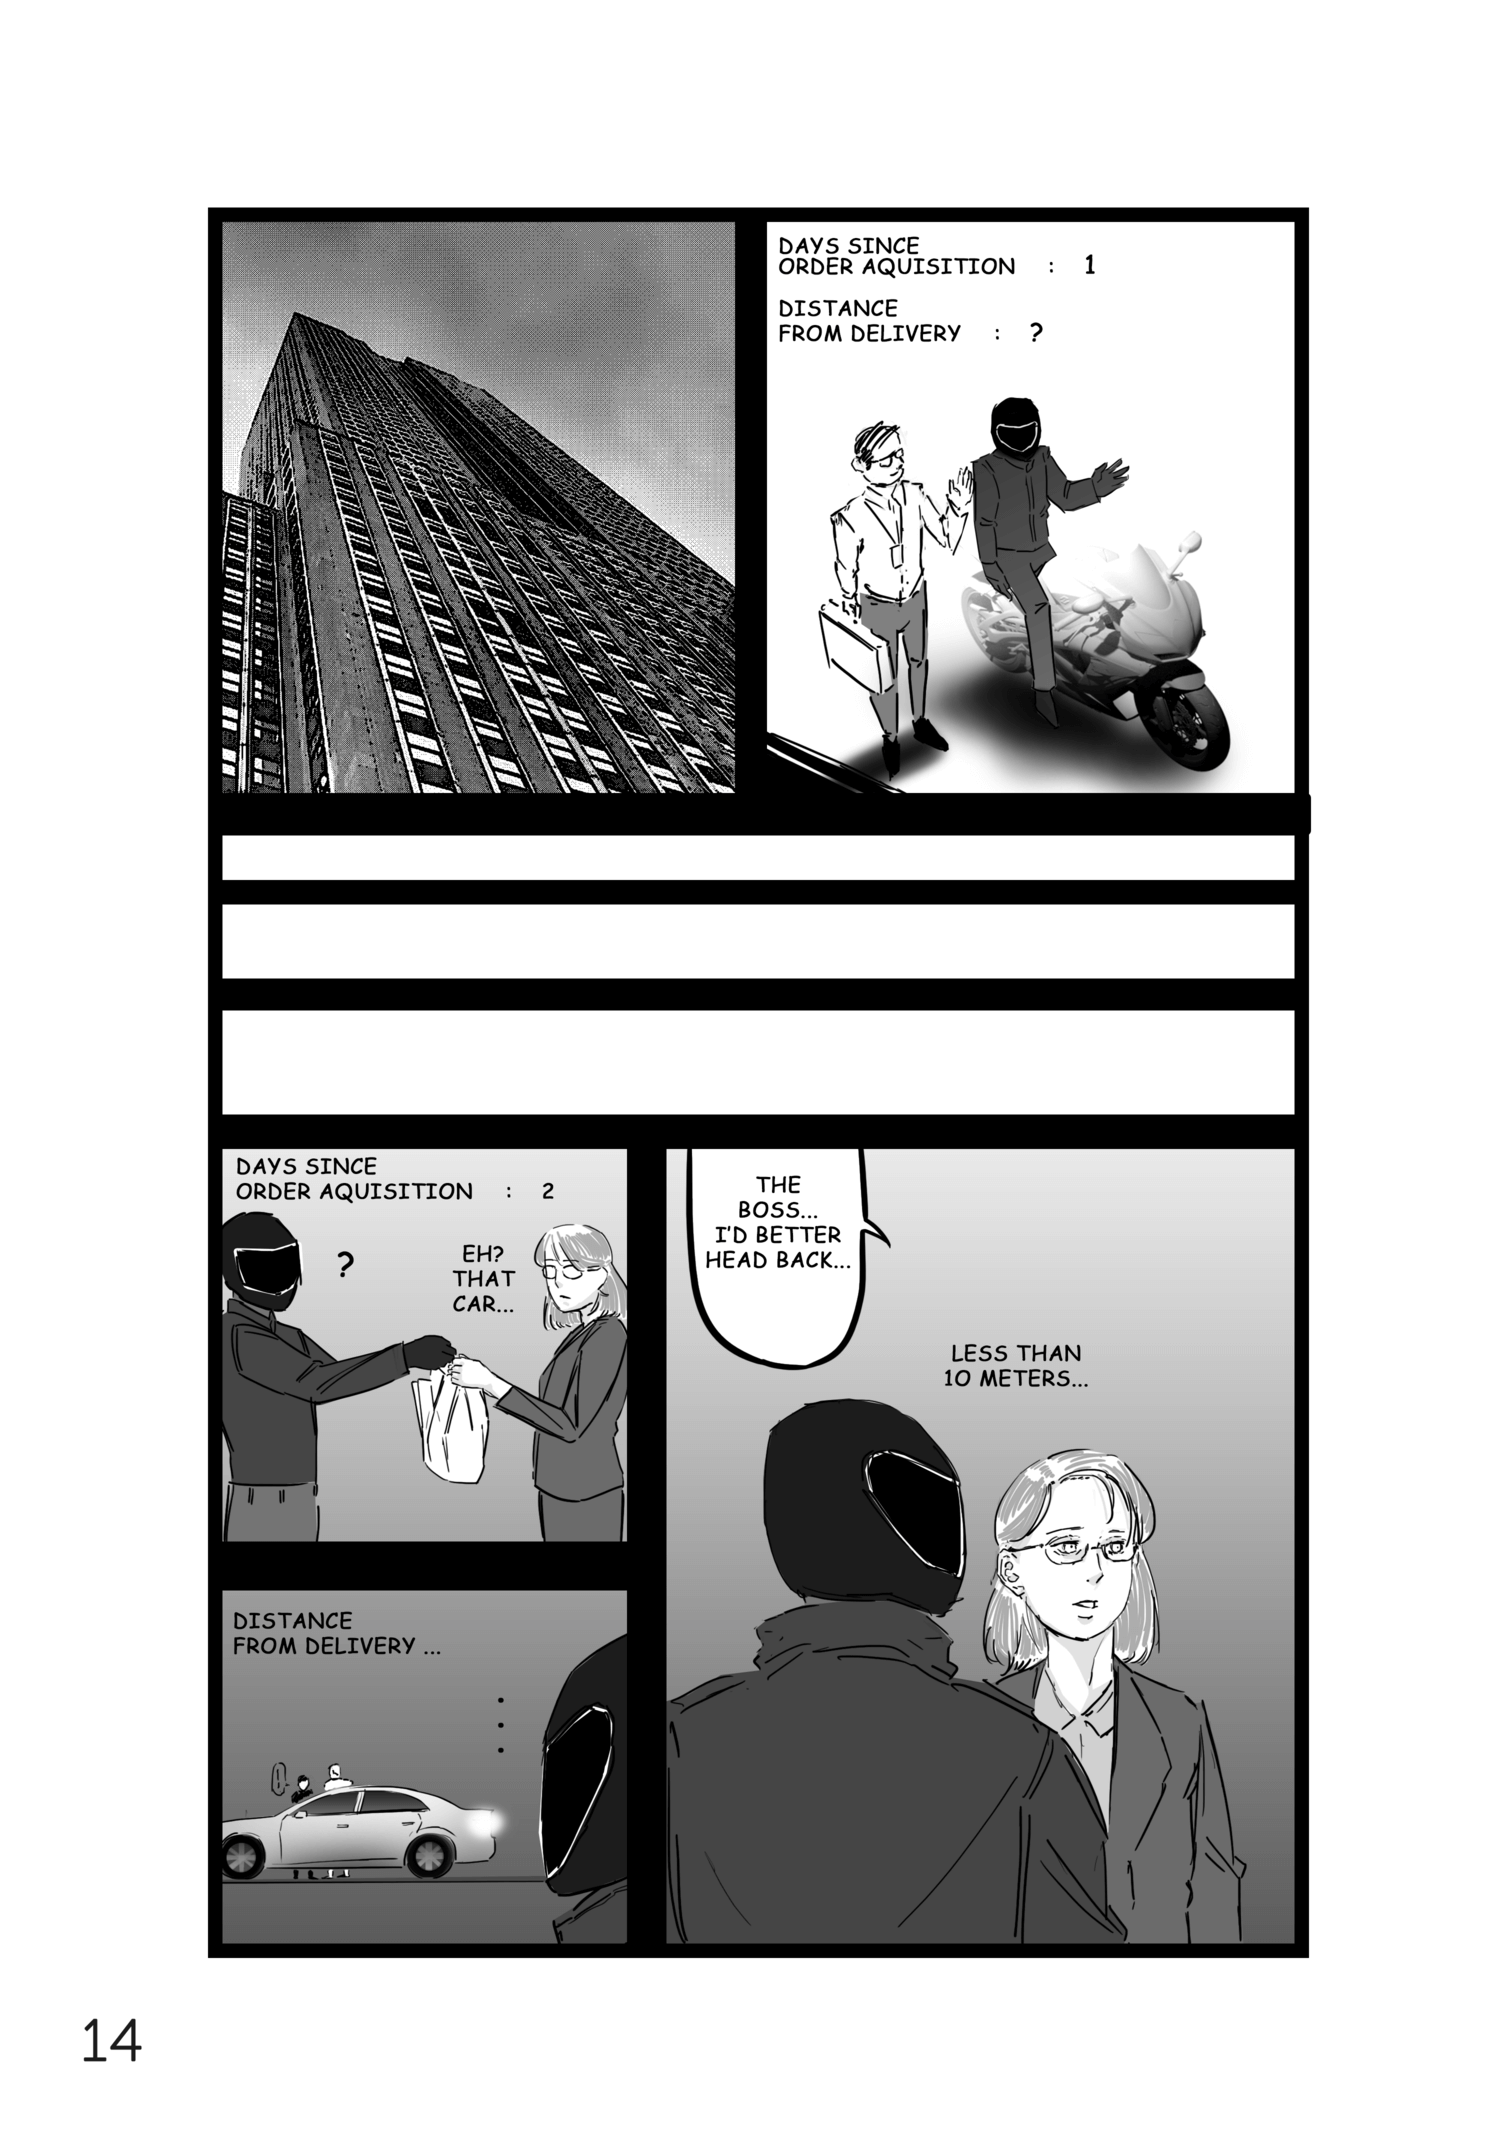 DAYS SINCE
ORDER AQUISITION : 1
DISTANCE
FROM DELIVERY : ?
DAYS SINCE
ORDER AQUISITION : 2
?
EH?
THAT
CAR...
DISTANCE
FROM DELIVERY ...
...
THE
BOSS...
I'D BETTER
HEAD BACK...
LESS THAN
10 METERS...
14